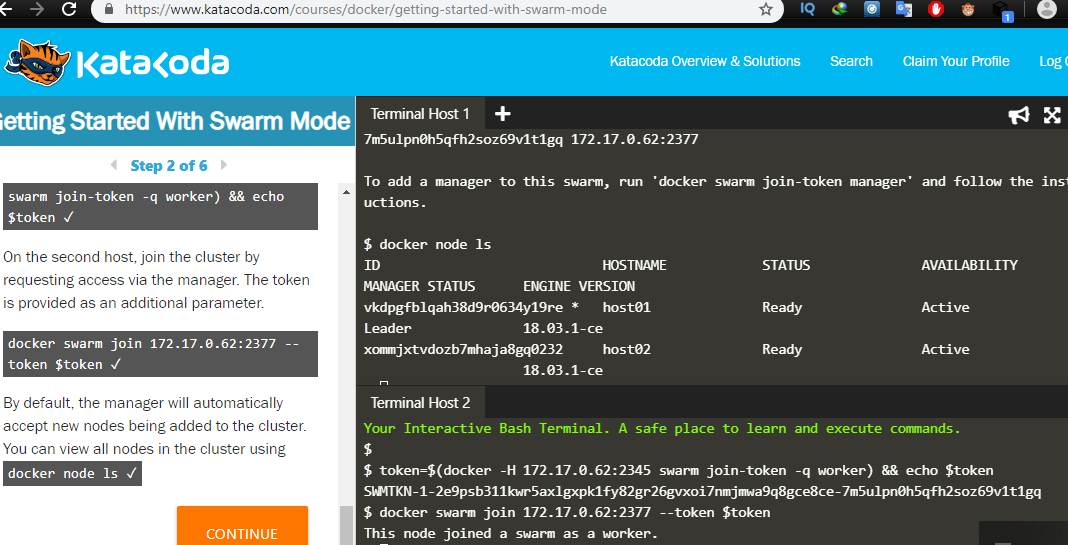 https://www.katacoda.com/courses/docker/getting-started-with-swarm-mode
IQ
1
Katacoda
Katacoda Overview & Solutions
Search
Claim Your Profile
Log
Getting Started With Swarm Mode
Step 2 of 6
swarm join-token -q worker) && echo
$token ✓
On the second host, join the cluster by
requesting access via the manager. The token
is provided as an additional parameter.
docker swarm join 172.17.0.62:2377 --
token $token ✓
By default, the manager will automatically
accept new nodes being added to the cluster.
You can view all nodes in the cluster using
docker node ls ✓
CONTINUE
Terminal Host 1
7m5ulpn0h5qfh2soz69v1t1gq 172.17.0.62:2377
To add a manager to this swarm, run 'docker swarm join-token manager' and follow the inst
uctions.
$ docker node ls
ID HOSTNAME STATUS AVAILABILITY
MANAGER STATUS ENGINE VERSION
vkdpgfblqah38d9r0634y19re * host01 Ready Active
Leader 18.03.1-ce
xommjxtvdozb7mhaja8gq0232 host02 Ready Active
18.03.1-ce
Terminal Host 2
Your Interactive Bash Terminal. A safe place to learn and execute commands.
$
$ token=$(docker -H 172.17.0.62:2345 swarm join-token -q worker) && echo $token
SWMTKN-1-2e9psb311kwr5axlgxpk1fy82gr26gvxoi7nmjmwa9q8gce8ce-7m5ulpn0h5qfh2soz69v1t1gq
$ docker swarm join 172.17.0.62:2377 --token $token
This node joined a swarm as a worker.